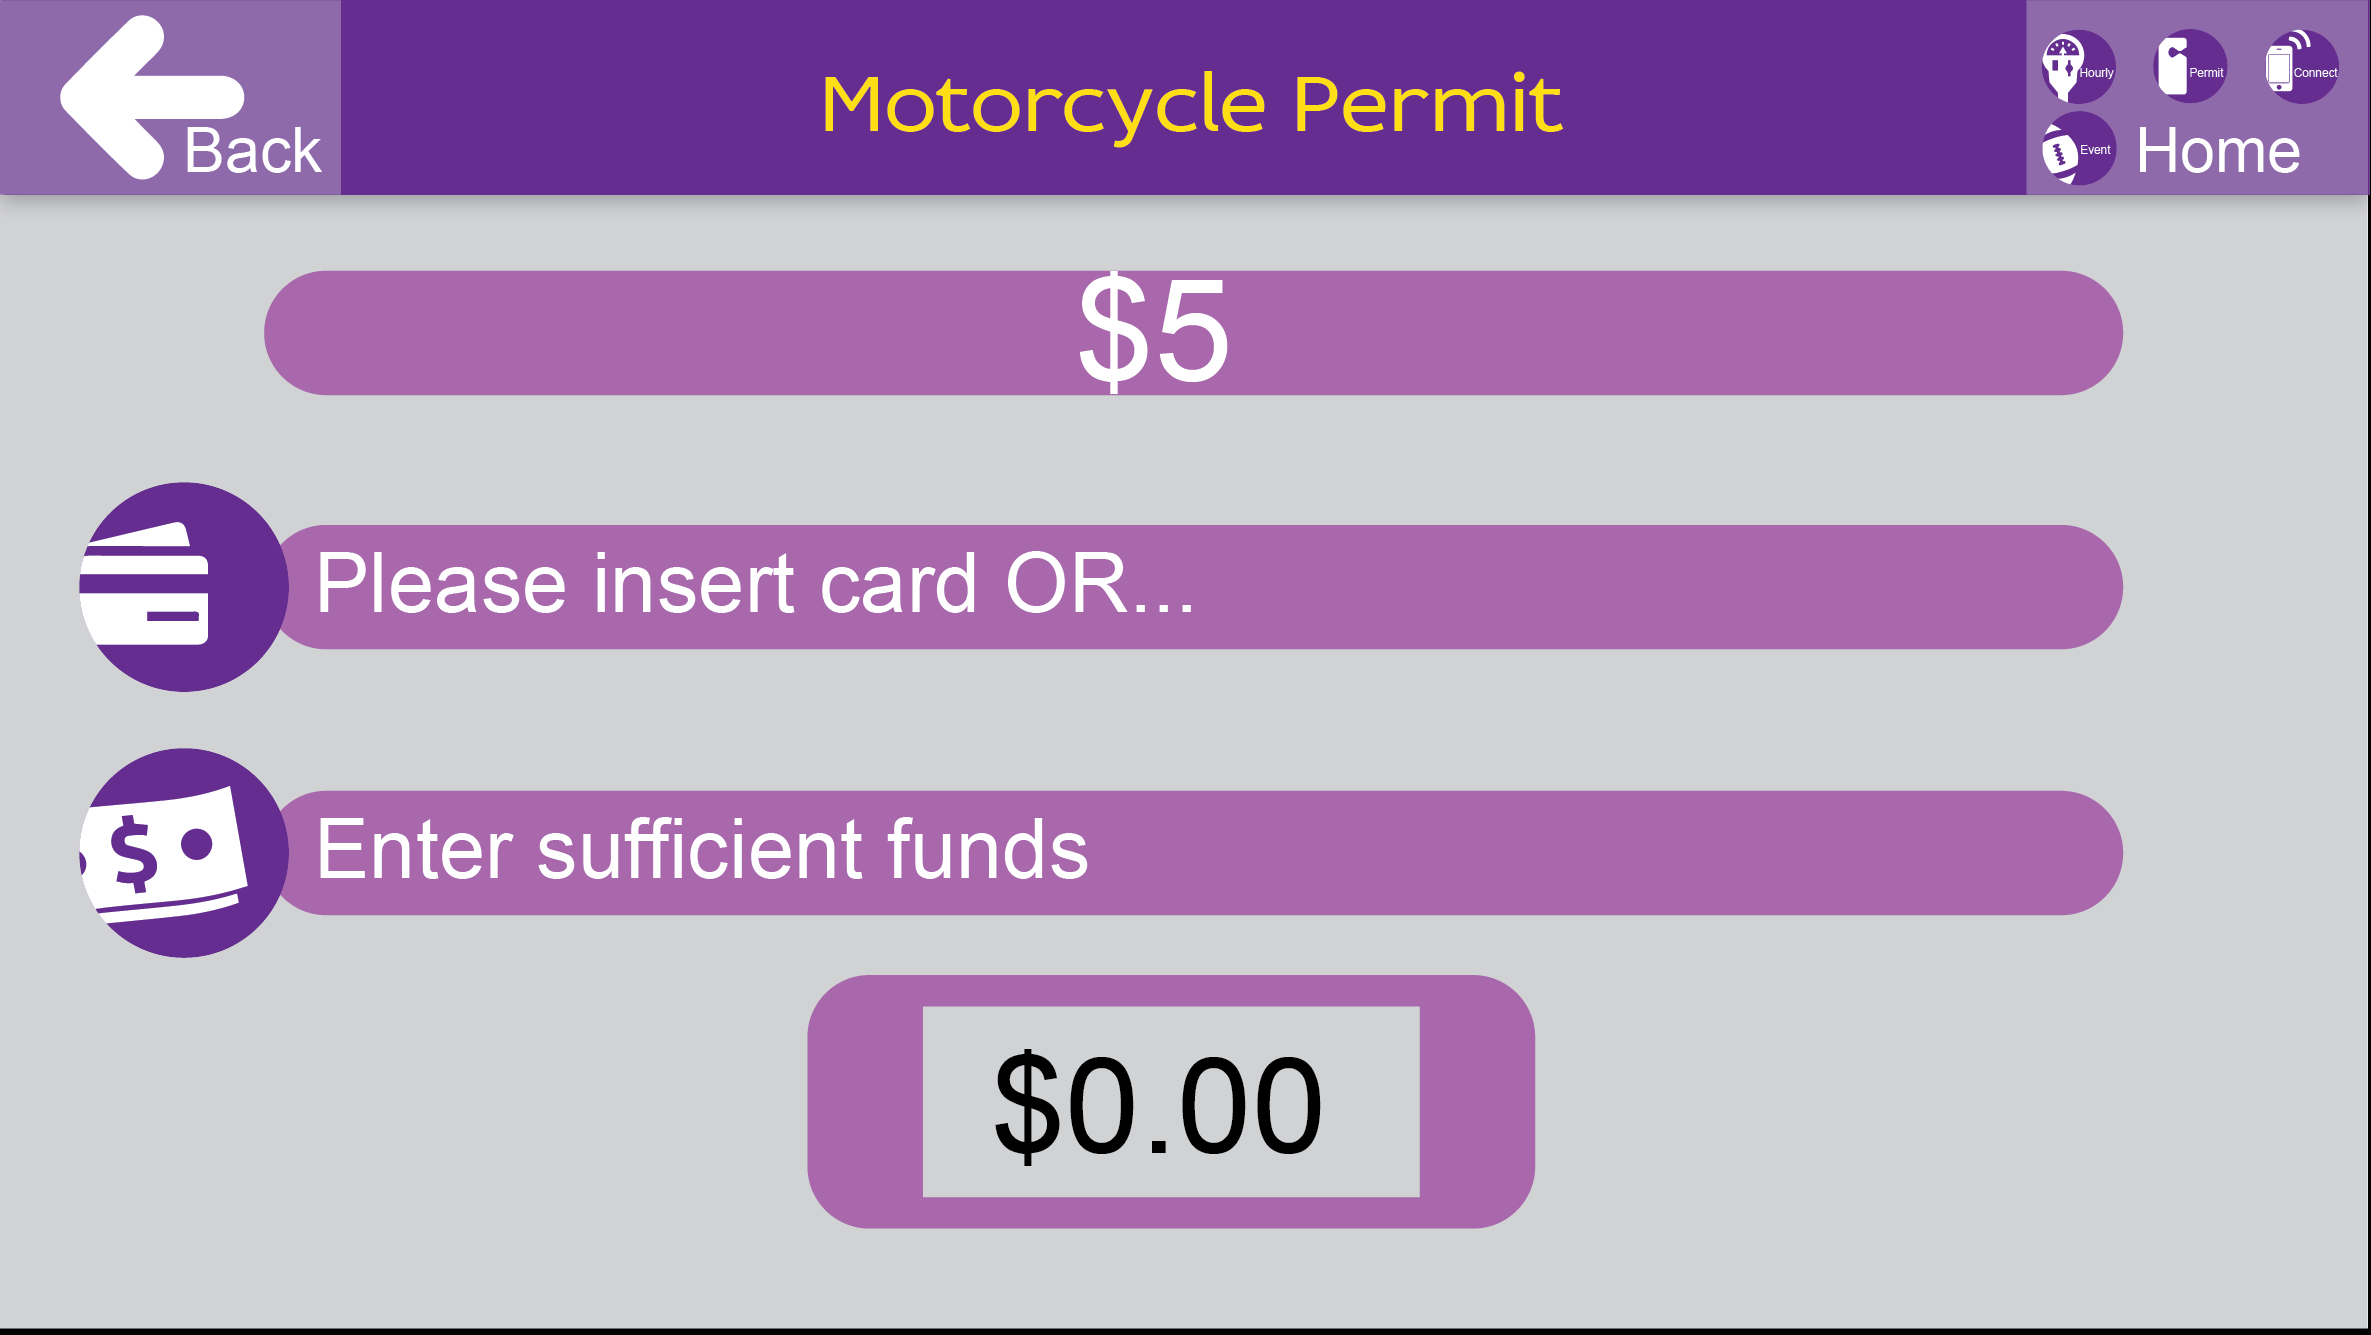 Back
Motorcycle Permit
Hourly
Permit
Connect
Event
Home
$5
Please insert card OR...
$
Enter sufficient funds
$0.00